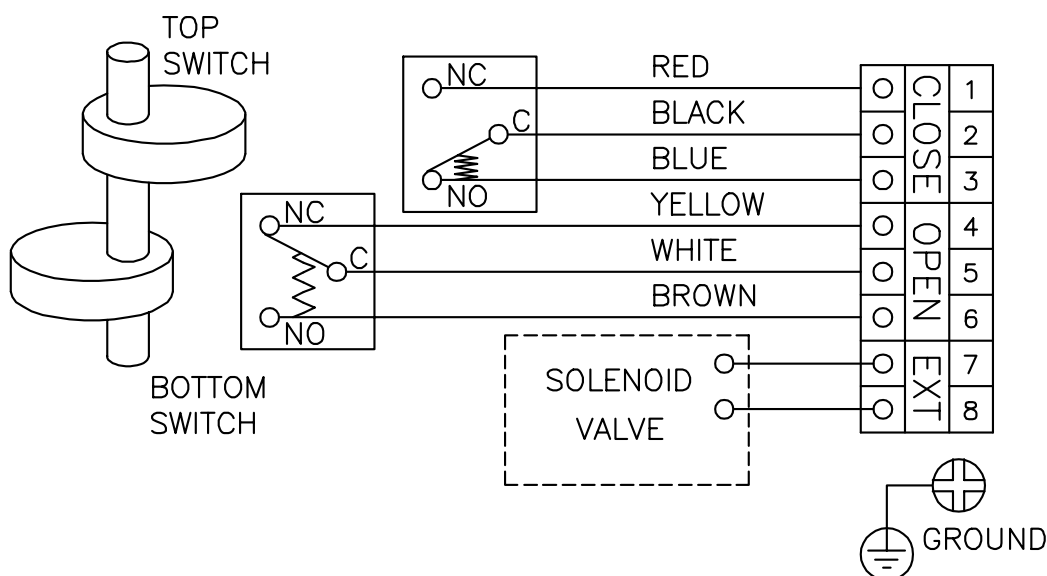 TOP
SWITCH
NC
C
NO
RED
BLACK
BLUE
YELLOW
WHITE
BROWN
NC
C
NO
BOTTOM
SWITCH
SOLENOID
VALVE
CLOSE
OPEN
EXT
1
2
3
4
5
6
7
8
GROUND